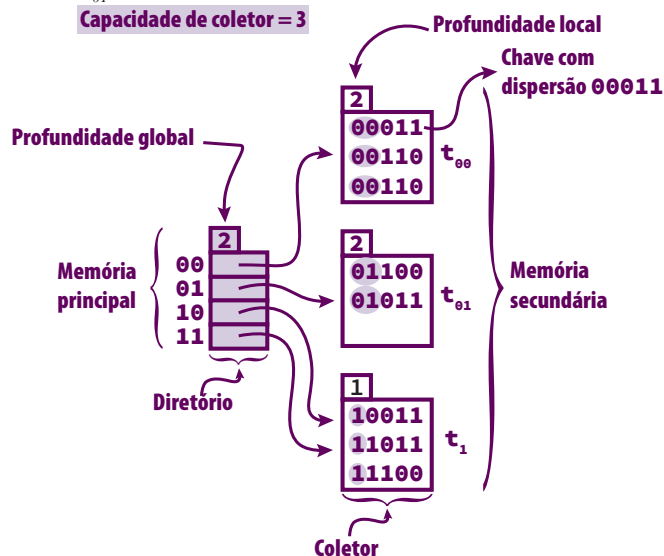 Capacidade de coletor = 3
Profundidade local
Chave com
dispersão 00011
2
00011
00110
00110
t₀₀
Profundidade global
2
00
01
10
11
Memória
principal
2
01100
01011
t₀₁
Memória
secundária
Diretório
1
10011
11011
11100
t₁
Coletor